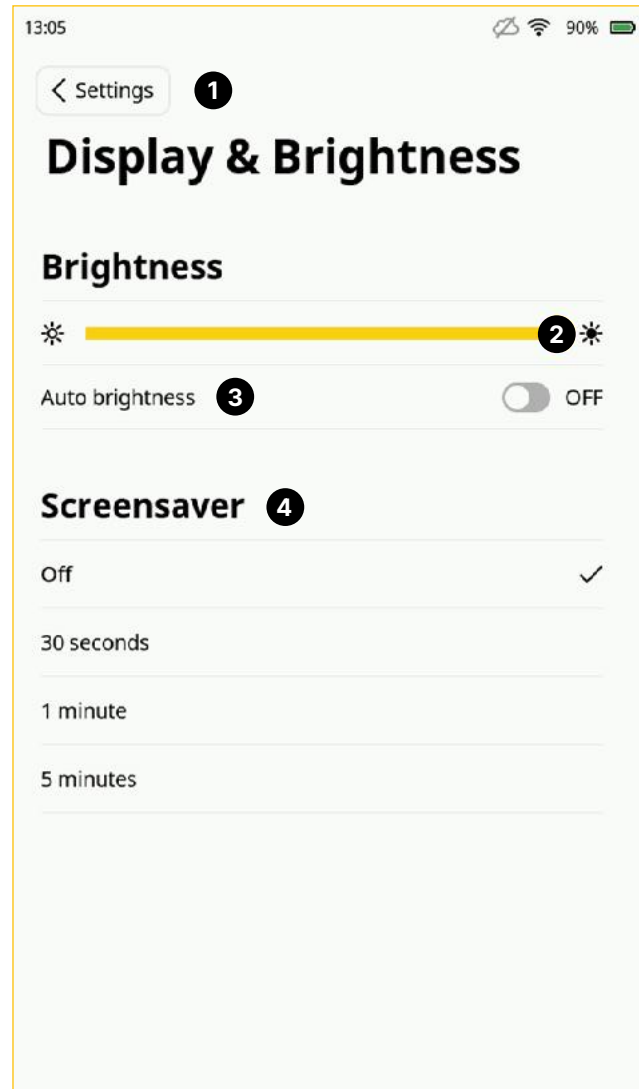 13:05 90%
Settings 1
Display & Brightness
Brightness
2
Auto brightness 3 OFF
Screensaver 4
Off
30 seconds
1 minute
5 minutes